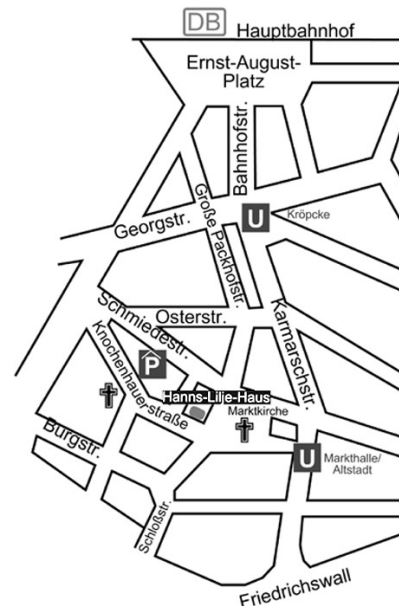 DB Hauptbahnhof
Ernst-August-
Platz
Bahnhofstr.
Große Packhofstr.
Georgstr.
U Kröpcke
Schmiedestr.
Osterstr.
Karmarschstr.
Knochenhauer-straße
P
Hanns-Lilje-Haus
Marktkirche
Burgstr.
U Markthalle/
Altstadt
Schloßstr.
Friedrichswall